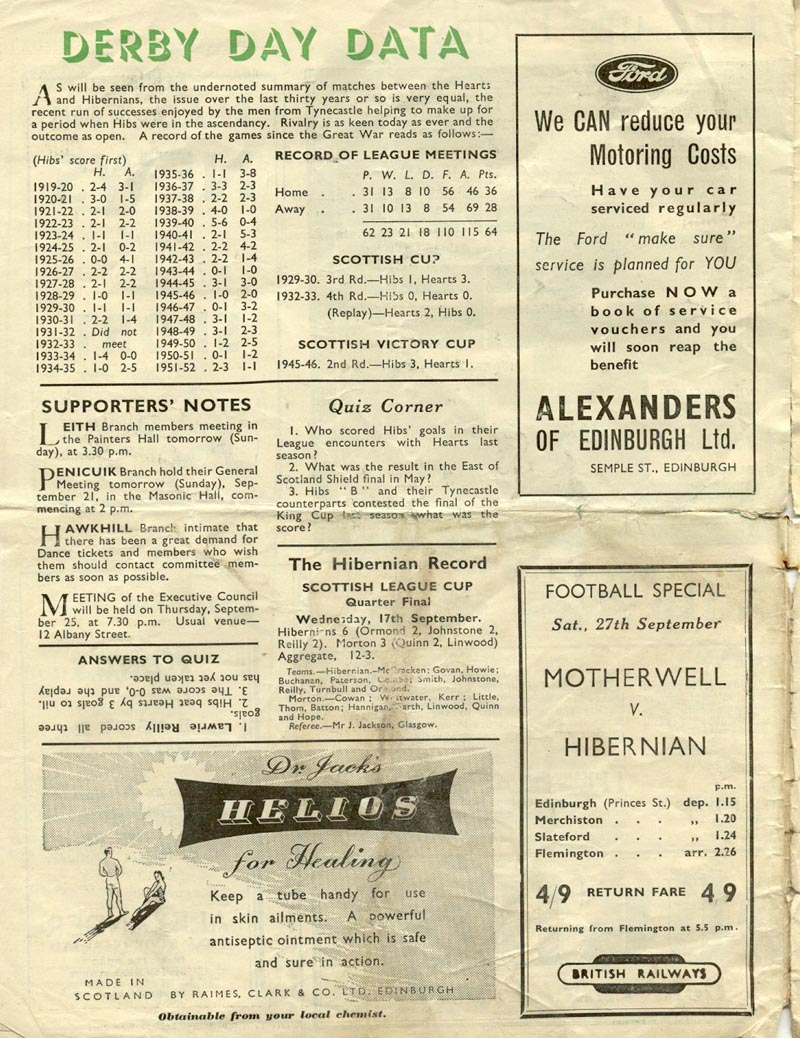 DERBY DAY DATA
AS will be seen from the undernoted summary of matches between the Hearts
and Hibernians, the issue over the last thirty years or so is very equal, the
recent run of successes enjoyed by the men from Tynecastle helping to make up for
a period when Hibs were in the ascendancy. Rivalry is as keen today as ever and the
outcome as open. A record of the games since the Great War reads as follows:—
(Hibs' score first)
H. A.
1919-20 . 2-4 3-1
1920-21 . 3-0 1-5
1921-22 . 2-1 2-0
1922-23 . 2-1 2-2
1923-24 . 1-1 1-1
1924-25 . 2-1 0-2
1925-26 . 0-0 4-1
1926-27 . 2-2 2-2
1927-28 . 2-1 2-2
1928-29 . 1-0 1-1
1929-30 . 1-1 1-1
1930-31 . 2-2 1-4
1931-32 . Did not
1932-33 . meet
1933-34 . 1-4 0-0
1934-35 . 1-0 2-5
H. A.
1935-36 . 1-1 3-8
1936-37 . 3-3 2-3
1937-38 . 2-2 2-3
1938-39 . 4-0 1-0
1939-40 . 5-6 0-4
1940-41 . 2-1 5-3
1941-42 . 2-2 4-2
1942-43 . 2-2 1-4
1943-44 . 0-1 1-0
1944-45 . 3-1 3-0
1945-46 . 1-0 2-0
1946-47 . 0-1 3-2
1947-48 . 3-1 1-2
1948-49 . 3-1 2-3
1949-50 . 1-2 2-5
1950-51 . 0-1 1-2
1951-52 . 2-3 1-1
RECORD OF LEAGUE MEETINGS
P. W. L. D. F. A. Pts.
Home . . 31 13 8 10 56 46 36
Away . . 31 10 13 8 54 69 28
62 23 21 18 110 115 64
SCOTTISH CUP
1929-30. 3rd Rd.—Hibs 1, Hearts 3.
1932-33. 4th Rd.—Hibs 0, Hearts 0.
(Replay)—Hearts 2, Hibs 0.
SCOTTISH VICTORY CUP
1945-46. 2nd Rd.—Hibs 3, Hearts 1.
SUPPORTERS' NOTES
LEITH Branch members meeting in
the Painters Hall tomorrow (Sun-
day), at 3.30 p.m.
PENICUIK Branch hold their General
Meeting tomorrow (Sunday), Sep-
tember 21, in the Masonic Hall, com-
mencing at 2 p.m.
HAWKHILL Branch intimate that
there has been a great demand for
Dance tickets and members who wish
them should contact committee mem-
bers as soon as possible.
MEETING of the Executive Council
will be held on Thursday, Septem-
ber 25, at 7.30 p.m. Usual venue—
12 Albany Street.
ANSWERS TO QUIZ
1. Lawrie Reilly scored all three
goals.
2. Hibs beat Hearts by 3 goals to nil.
3. The score was 0-0, and the replay
has not yet taken place.
Quiz Corner
1. Who scored Hibs' goals in their
League encounters with Hearts last
season?
2. What was the result in the East of
Scotland Shield final in May?
3. Hibs "B" and their Tynecastle
counterparts contested the final of the
King Cup last season what was the
score?
The Hibernian Record
SCOTTISH LEAGUE CUP
Quarter Final
Wednesday, 17th September.
Hibernians 6 (Ormond 2, Johnstone 2,
Reilly 2). Morton 3 (Quinn 2, Linwood)
Aggregate, 12-3.
Teams.—Hibernian.—McCracken; Govan, Howie;
Buchanan, Paterson, Combe; Smith, Johnstone,
Reilly, Turnbull and Ormond.
Morton.—Cowan; Westwater, Kerr; Little,
Thom, Batton; Hannigan, Garth, Linwood, Quinn
and Hope.
Referee.—Mr J. Jackson, Glasgow.
Dr. Jack's
HELIOS
for Healing
Keep a tube handy for use
in skin ailments. A powerful
antiseptic ointment which is safe
and sure in action.
MADE IN
SCOTLAND BY RAIMES, CLARK & CO. LTD. EDINBURGH
Obtainable from your local chemist.
Ford
We CAN reduce your
Motoring Costs
Have your car
serviced regularly
The Ford "make sure"
service is planned for YOU
Purchase NOW a
book of service
vouchers and you
will soon reap the
benefit
ALEXANDERS
OF EDINBURGH Ltd.
SEMPLE ST., EDINBURGH
FOOTBALL SPECIAL
Sat., 27th September
MOTHERWELL
V.
HIBERNIAN
p.m.
Edinburgh (Princes St.) dep. 1.15
Merchiston . . . ,, 1.20
Slateford . . . ,, 1.24
Flemington . . . arr. 2.26
4/9 RETURN FARE 4 9
Returning from Flemington at 5.5 p.m.
BRITISH RAILWAYS